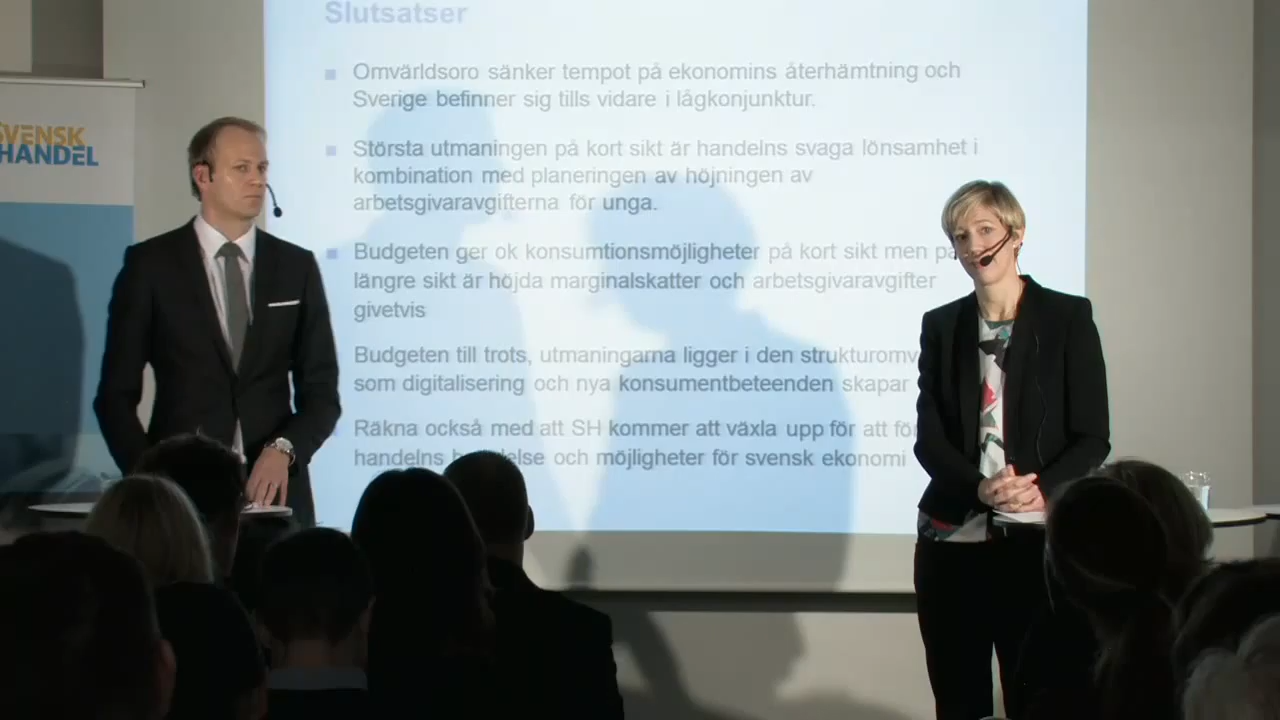 Slutsatser
SVENSK
HANDEL
Omvärldsoro sänker tempot på ekonomins återhämtning och
Sverige befinner sig tills vidare i lågkonjunktur.
Största utmaningen på kort sikt är handelns svaga lönsamhet i
kombination med planeringen av höjningen av
arbetsgivaravgifterna för unga.
Budgeten ger ok konsumtionsmöjligheter på kort sikt men
längre sikt är höjda marginalskatter och arbetsgivaravgifter
givetvis
Budgeten till trots, utmaningarna ligger i den
som digitalisering och nya konsumentbeteenden skapar
Räkna också med att SH kommer att växla upp för att
handelns och möjligheter för svensk ekonomi